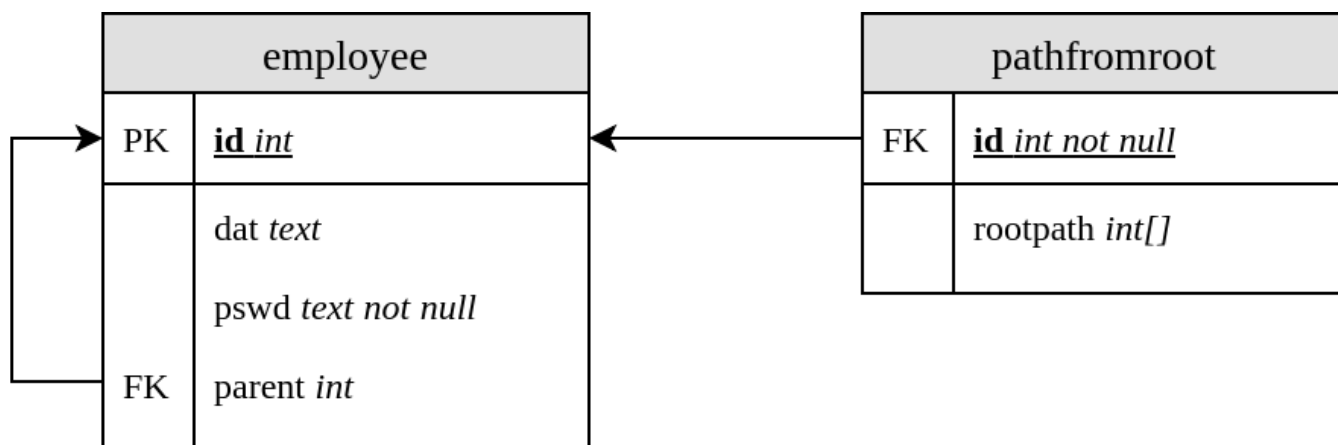 employee
PK id int
dat text
pswd text not null
FK parent int
pathfromroot
FK id int not null
rootpath int[]